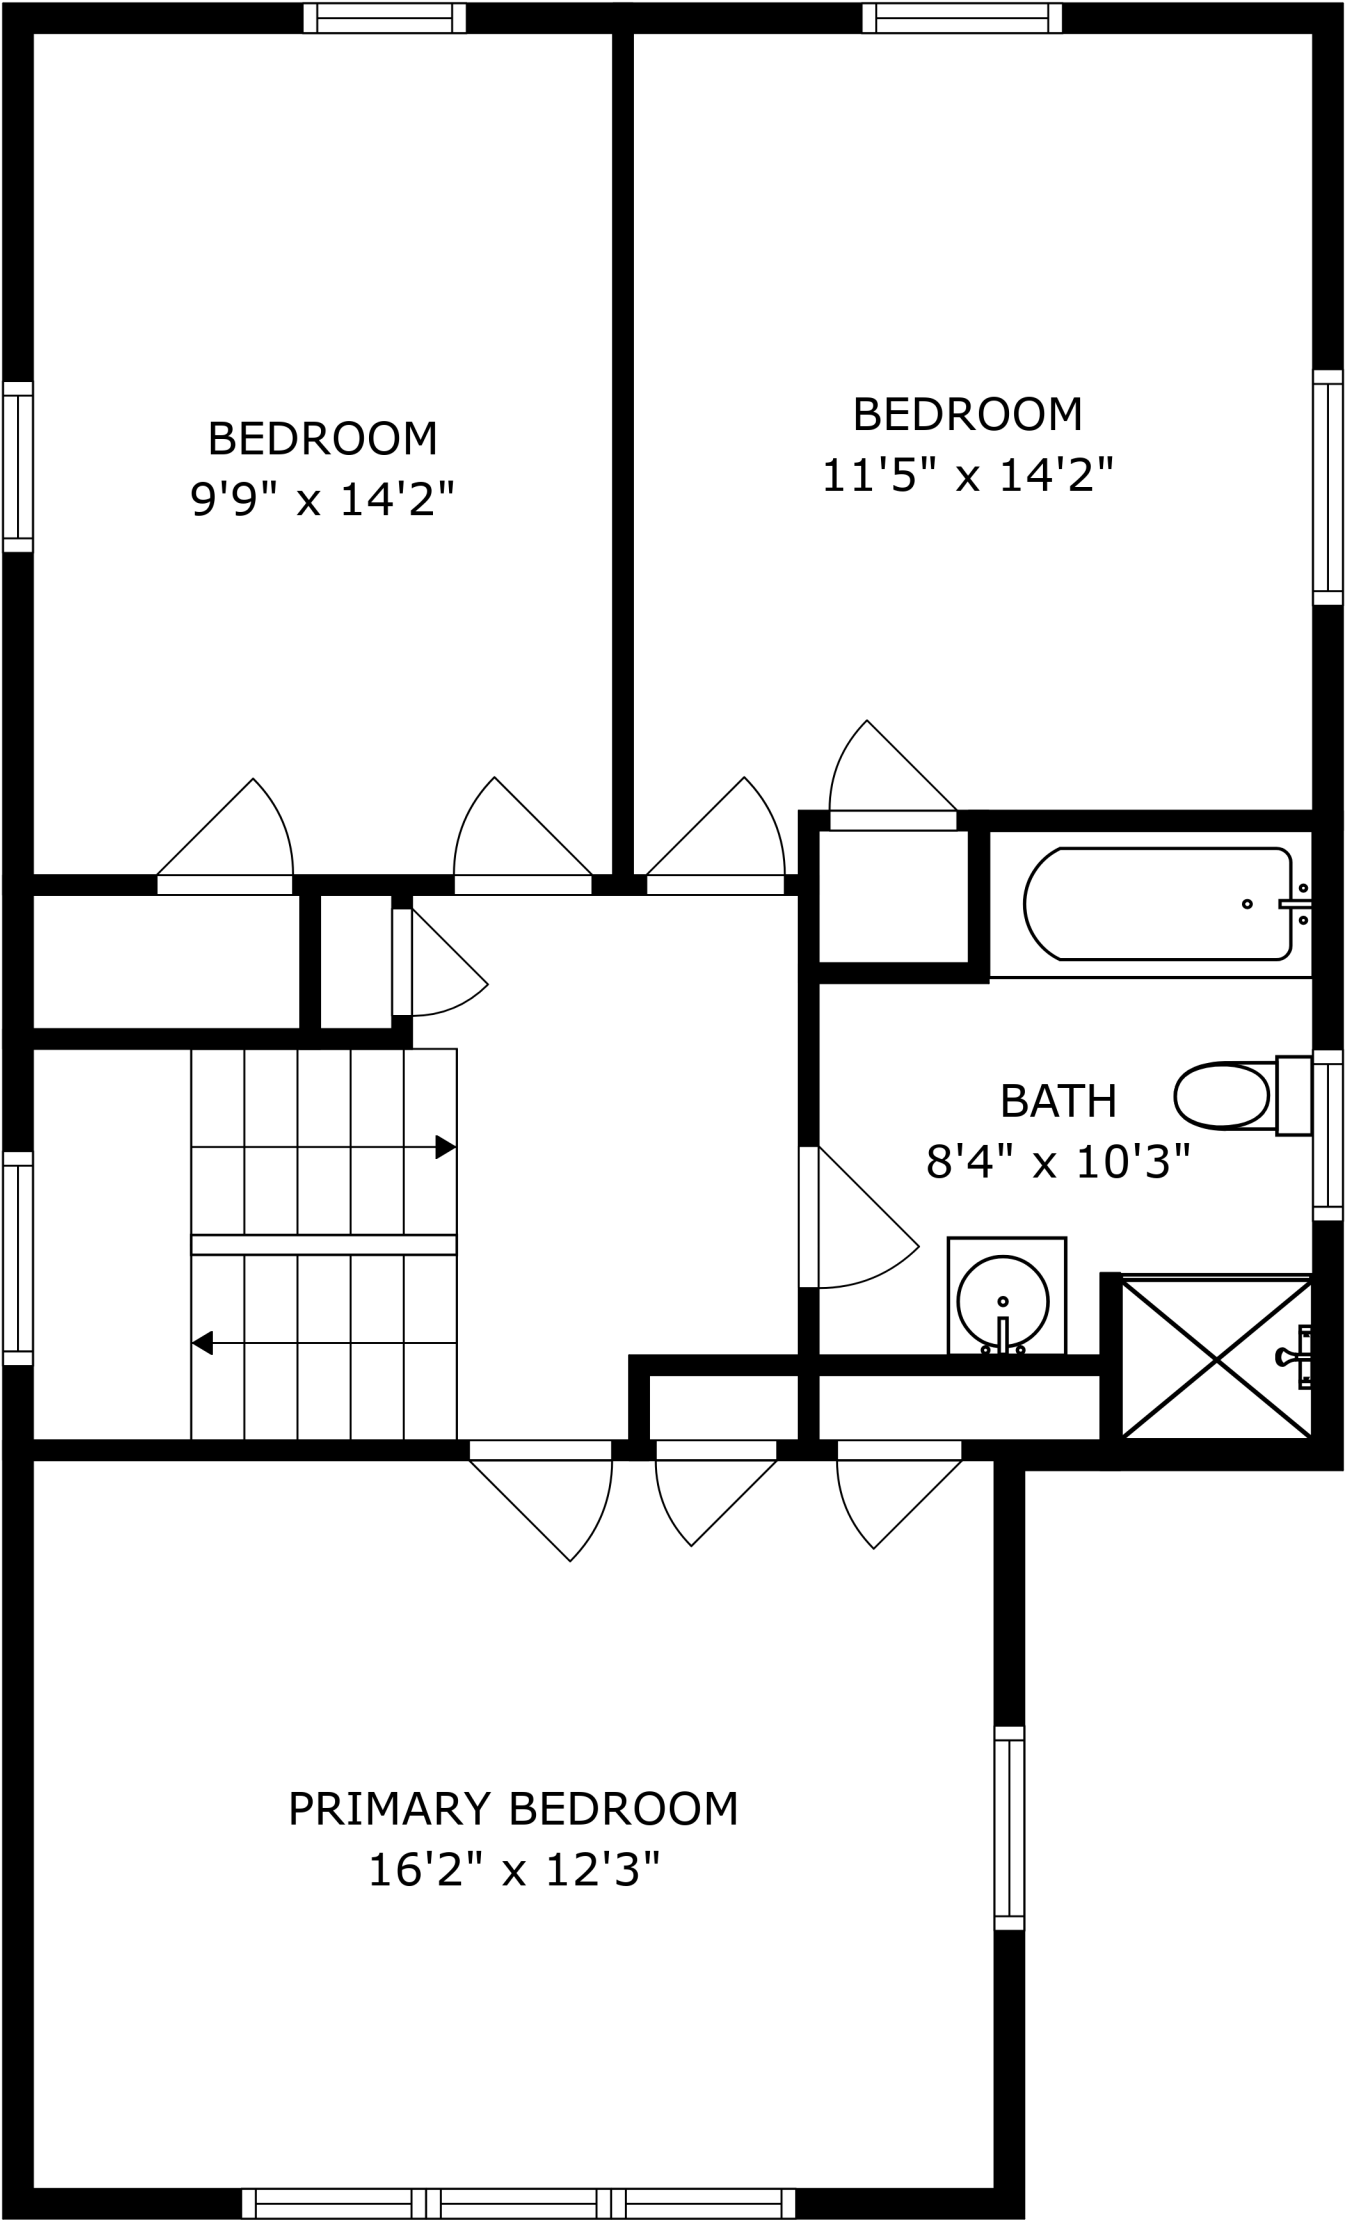 BEDROOM
9'9" x 14'2"
BEDROOM
11'5" x 14'2"
BATH
8'4" x 10'3"
PRIMARY BEDROOM
16'2" x 12'3"